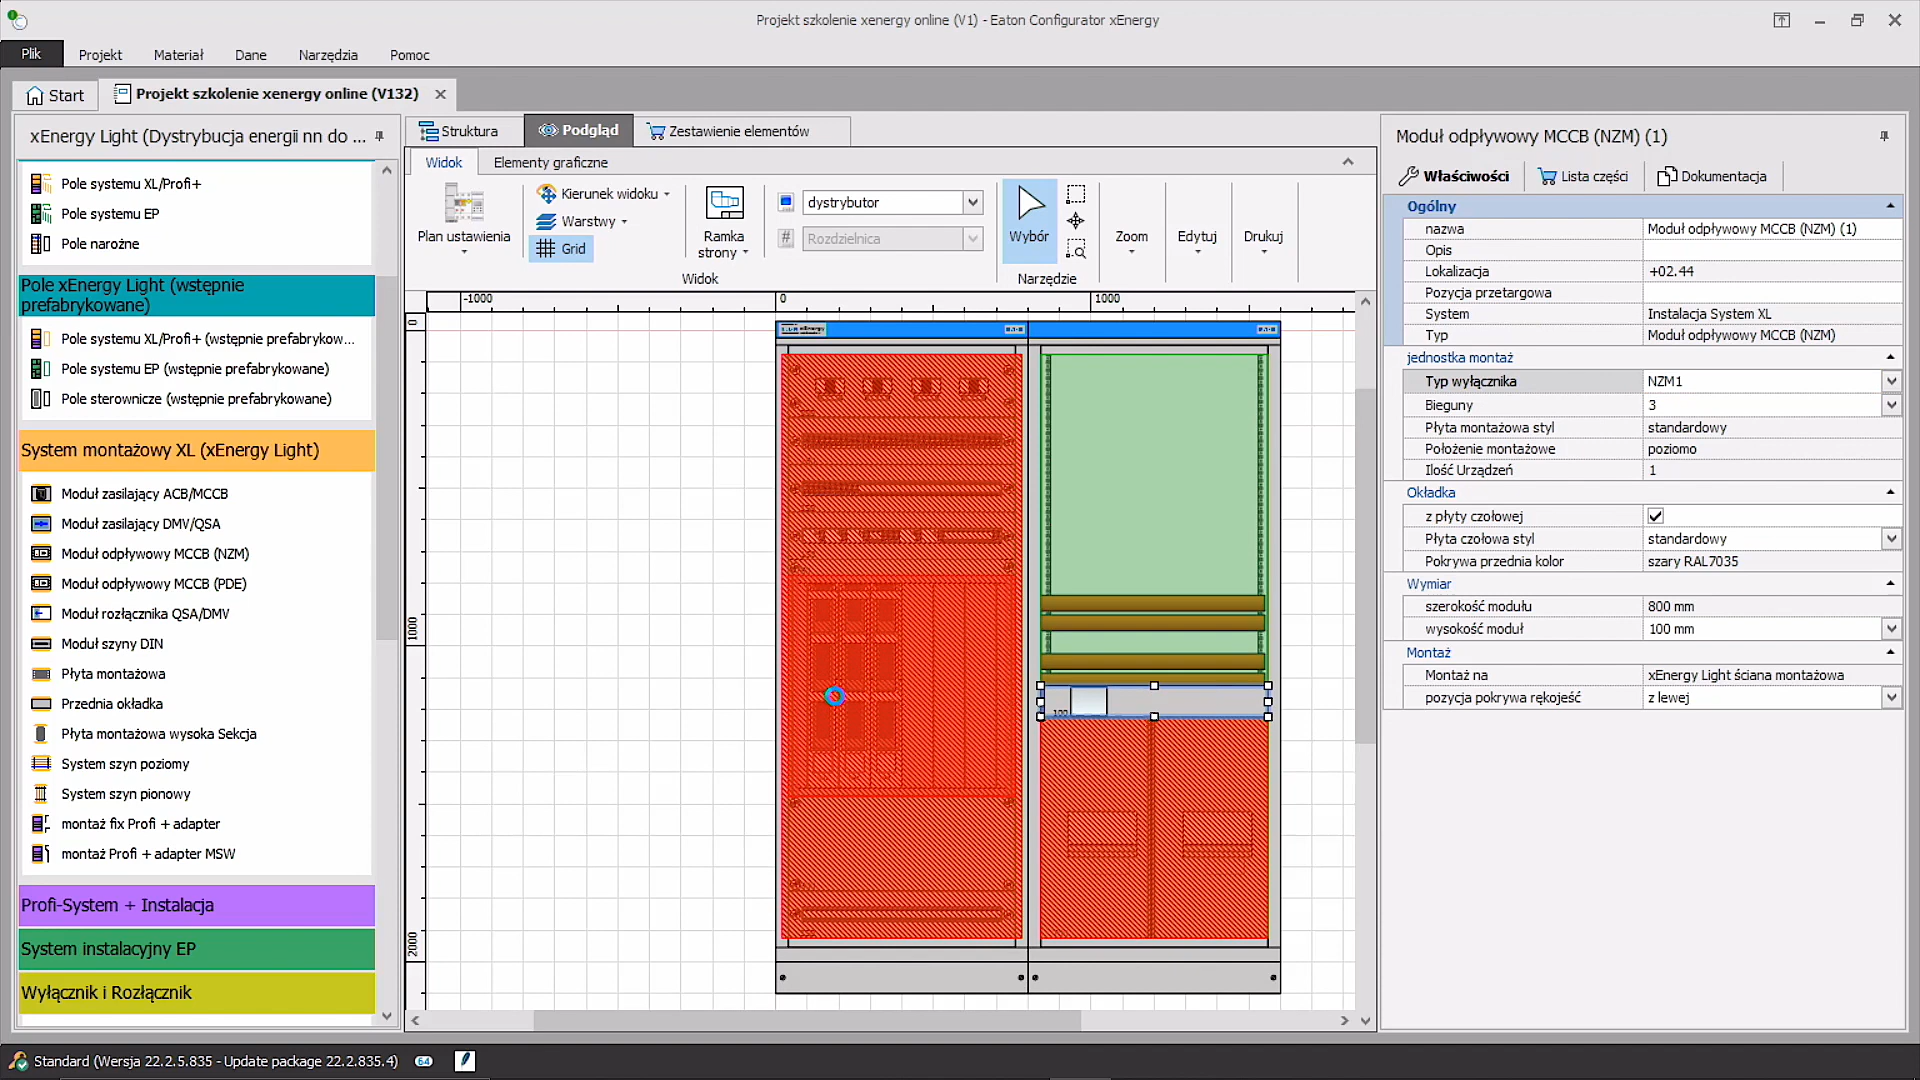 Projekt szkolenie xenergy online (V1) - Eaton Configurator xEnergy
Plik
Projekt
Materiał
Dane
Narzędzia
Pomoc
Start
Projekt szkolenie xenergy online (V132)
xEnergy Light (Dystrybucja energii nn do ...
Pole systemu XL/Profi+
Pole systemu EP
Pole narożne
Pole xEnergy Light (wstępnie
prefabrykowane)
Pole systemu XL/Profi+ (wstępnie prefabrykow...
Pole systemu EP (wstępnie prefabrykowane)
Pole sterownicze (wstępnie prefabrykowane)
System montażowy XL (xEnergy Light)
Moduł zasilający ACB/MCCB
Moduł zasilający DMV/QSA
Moduł odpływowy MCCB (NZM)
Moduł odpływowy MCCB (PDE)
Moduł rozłącznika QSA/DMV
Moduł szyny DIN
Płyta montażowa
Przednia okładka
Płyta montażowa wysoka Sekcja
System szyn poziomy
System szyn pionowy
montaż fix Profi + adapter
montaż Profi + adapter MSW
Profi-System + Instalacja
System instalacyjny EP
Wyłącznik i Rozłącznik
Struktura
Podgląd
Zestawienie elementów
Widok
Elementy graficzne
Plan ustawienia
Kierunek widoku
Warstwy
Grid
Ramka
strony
dystrybutor
#
Rozdzielnica
Widok
Wybór
Narzędzie
Zoom
Edytuj
Drukuj
-1000
0
1000
0
1000
2000
100
Moduł odpływowy MCCB (NZM) (1)
Właściwości
Lista części
Dokumentacja
Ogólny
nazwa
Moduł odpływowy MCCB (NZM) (1)
Opis
Lokalizacja
+02.44
Pozycja przetargowa
System
Instalacja System XL
Typ
Moduł odpływowy MCCB (NZM)
jednostka montaż
Typ wyłącznika
NZM1
Bieguny
3
Płyta montażowa styl
standardowy
Położenie montażowe
poziomo
Ilość Urządzeń
1
Okładka
z płyty czołowej
Płyta czołowa styl
standardowy
Pokrywa przednia kolor
szary RAL7035
Wymiar
szerokość modułu
800 mm
wysokość moduł
100 mm
Montaż
Montaż na
xEnergy Light ściana montażowa
pozycja pokrywa rękojeść
z lewej
Standard (Wersja 22.2.5.835 - Update package 22.2.835.4)
64